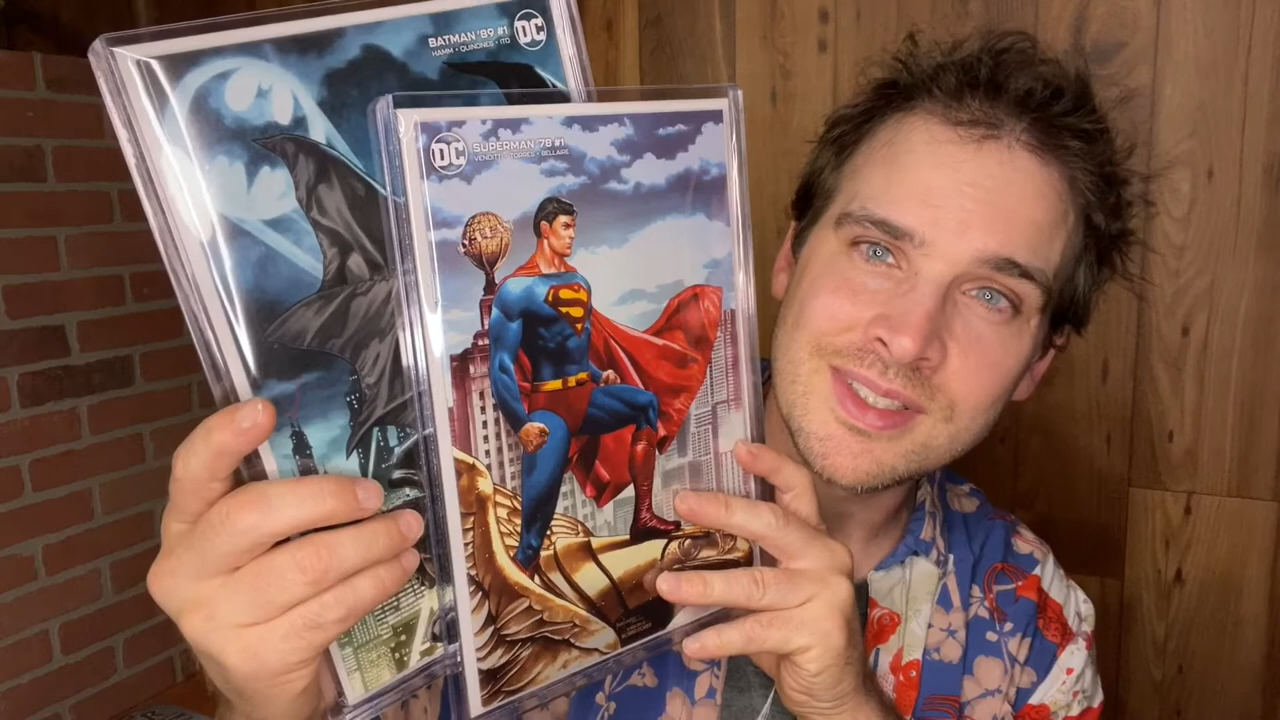 BATMAN '89 #1
HAMM • QUINONES • ITO
DC
DC
SUPERMAN '78 #1
VENDITTI • TORRES • BELLAIRE